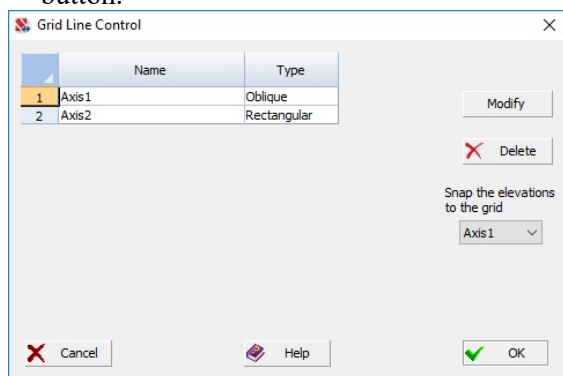 button.
Grid Line Control
Name Type
1 Axis1 Oblique
2 Axis2 Rectangular
Modify
Delete
Snap the elevations
to the grid
Axis1
Cancel Help OK